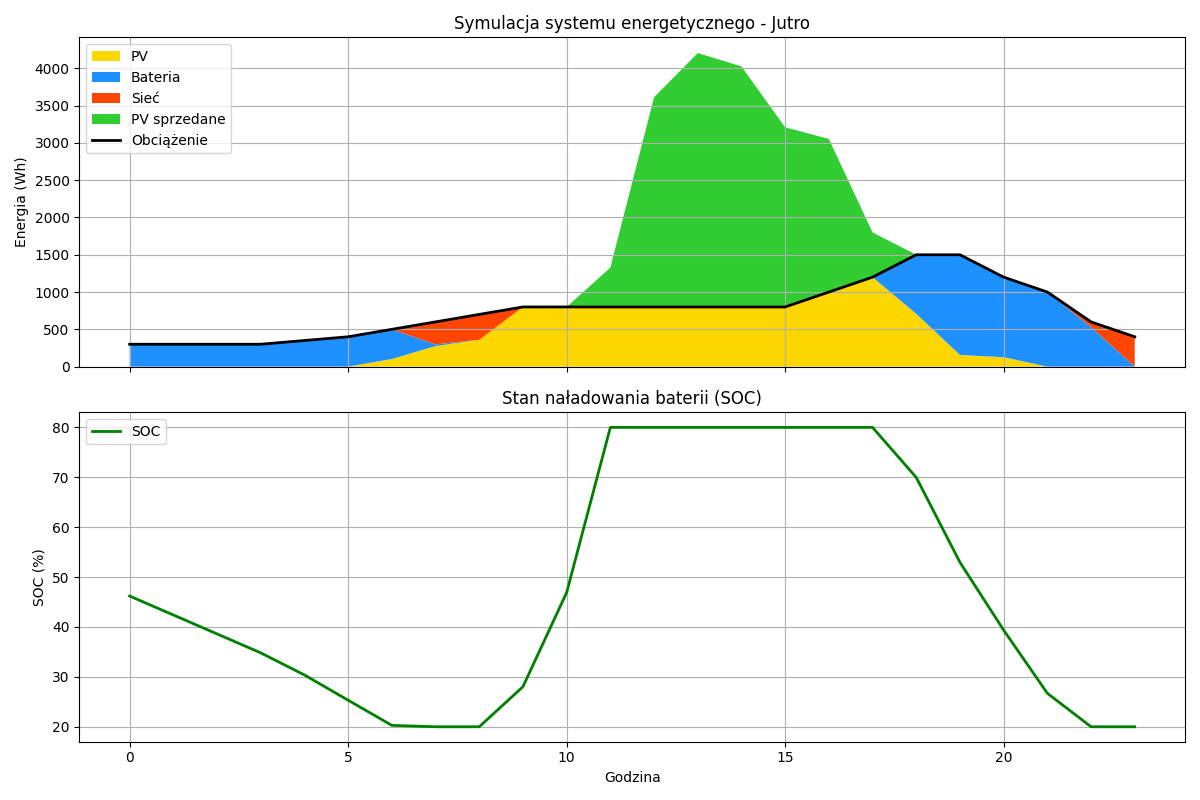 Symulacja systemu energetycznego - Jutro
PV
Bateria
Sieć
PV sprzedane
Obciążenie
Energia (Wh)
4000
3500
3000
2500
2000
1500
1000
500
0
Stan naładowania baterii (SOC)
SOC
SOC (%)
80
70
60
50
40
30
20
0 5 10 15 20
Godzina